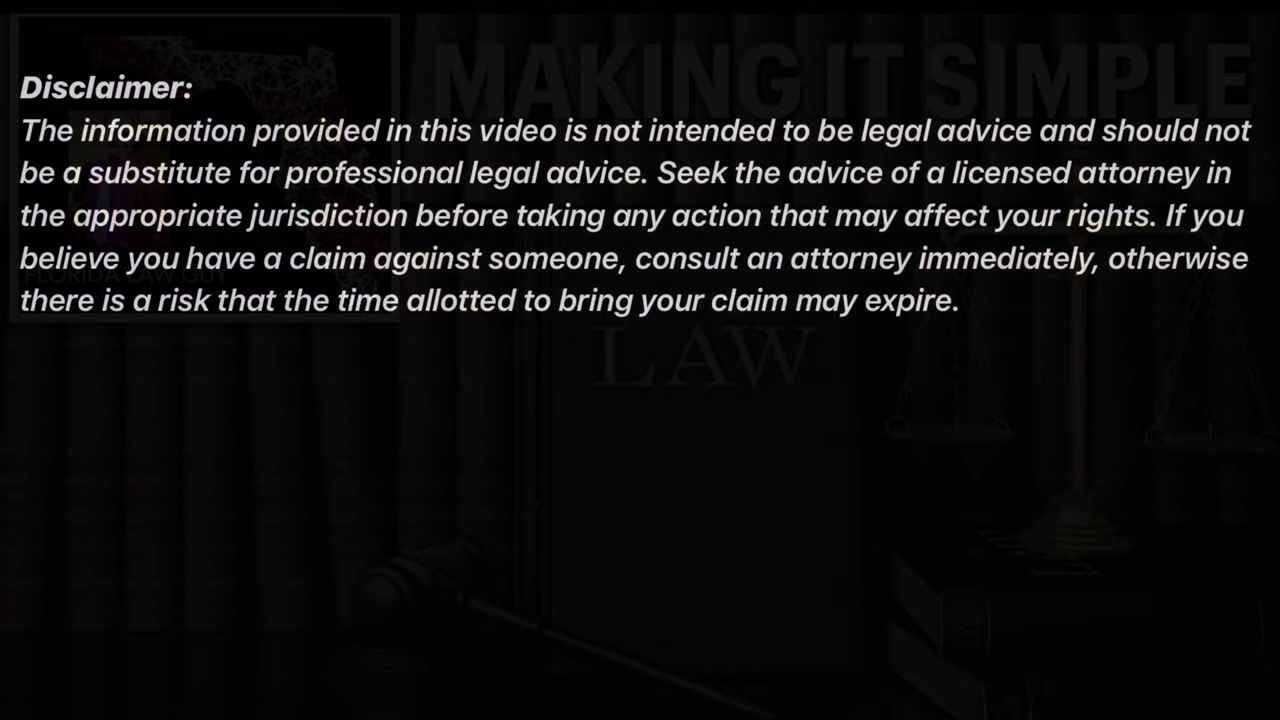 MAKING IT SIMPLE
Disclaimer:
The information provided in this video is not intended to be legal advice and should not
be a substitute for professional legal advice. Seek the advice of a licensed attorney in
the appropriate jurisdiction before taking any action that may affect your rights. If you
believe you have a claim against someone, consult an attorney immediately, otherwise
FLORIDA LAW GUY
there is a risk that the time allotted to bring your claim may expire.
LAW